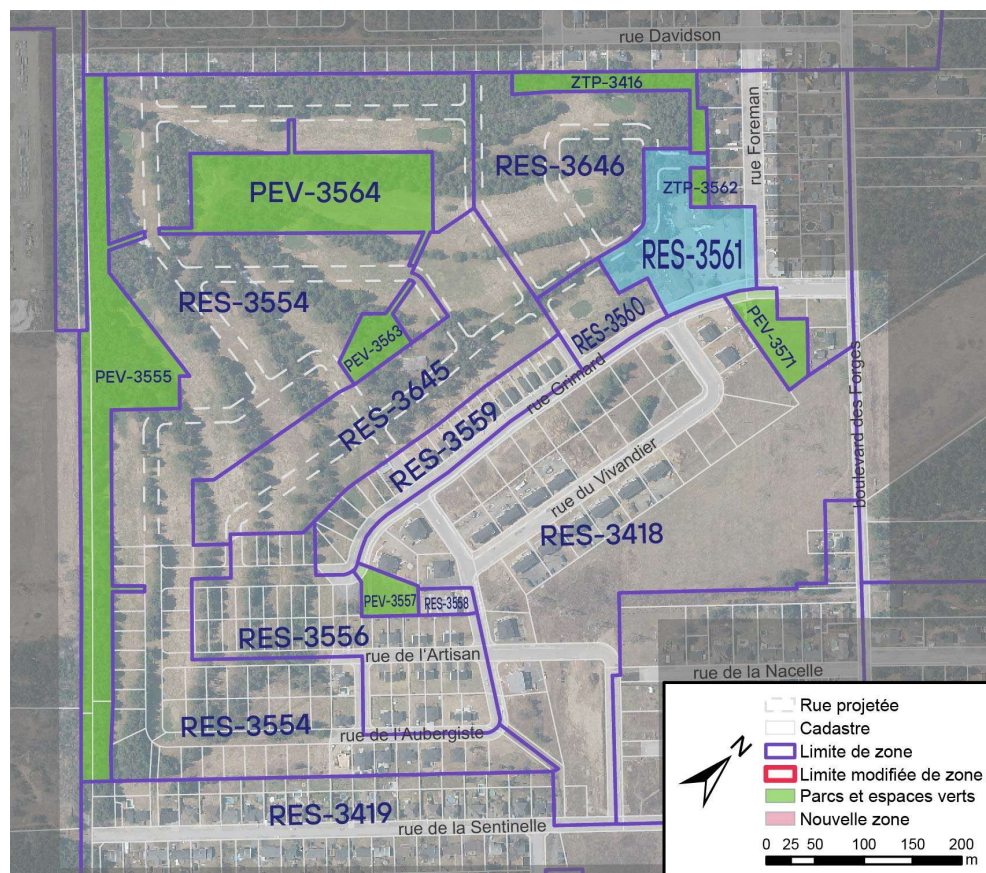 rue Davidson
ZTP-3416
rue Foreman
RES-3646
PEV-3564
ZTP-3562
RES-3561
RES-3554
RES-3560
PEV-3571
PEV-3563
PEV-3555
RES-3645
rue Grimard
boulevard des Forges
RES-3559
rue du Vivandier
RES-3418
PEV-3557
RES-3558
RES-3556
rue de l'Artisan
rue de la Nacelle
RES-3554
rue de l'Aubergiste
RES-3419
rue de la Sentinelle
N
Rue projetée
Cadastre
Limite de zone
Limite modifiée de zone
Parcs et espaces verts
Nouvelle zone
0 25 50 100 150 200
m